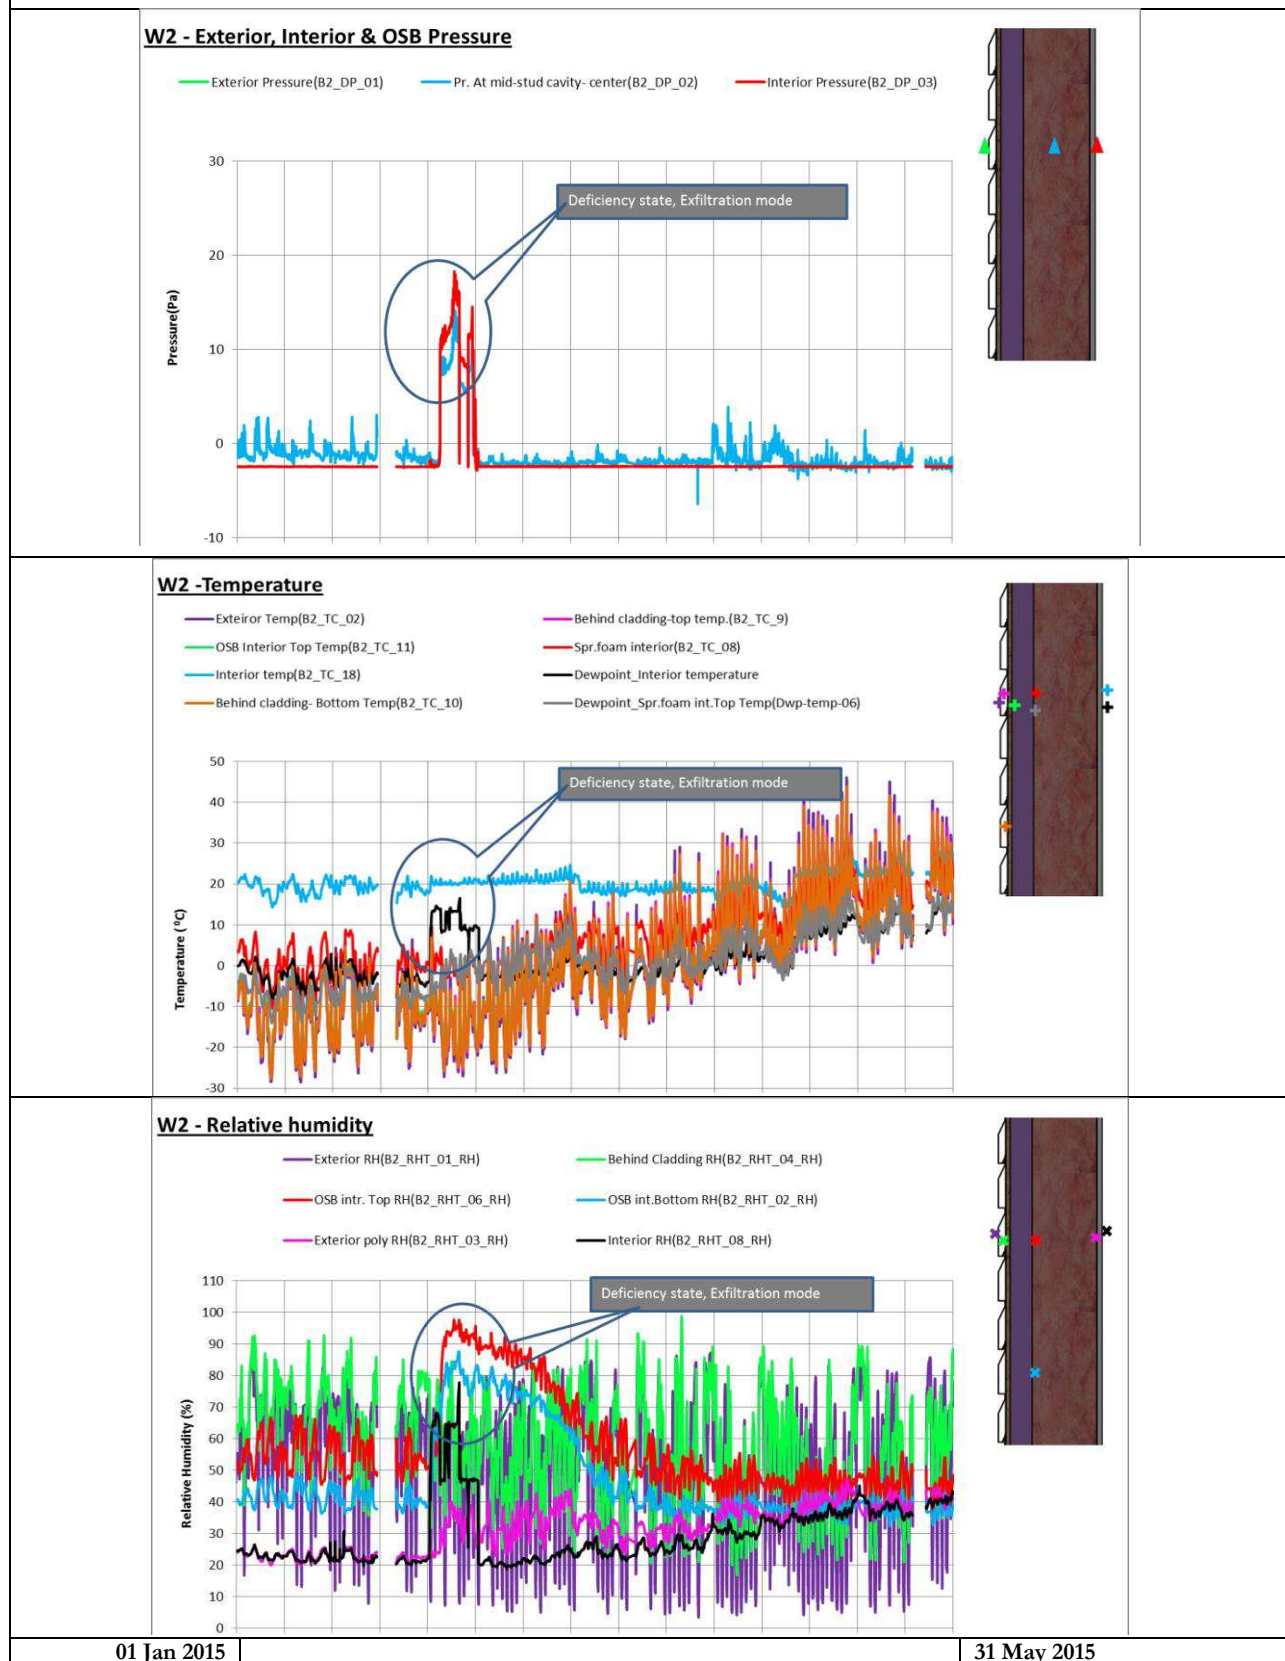 W2 - Exterior, Interior & OSB Pressure
Exterior Pressure(B2_DP_01) Pr. At mid-stud cavity- center(B2_DP_02) Interior Pressure(B2_DP_03)
30
Deficiency state, Exfiltration mode
20
Pressure(Pa)
10
0
-10
W2 -Temperature
Exteiror Temp(B2_TC_02) Behind cladding-top temp.(B2_TC_9)
OSB Interior Top Temp(B2_TC_11) Spr.foam interior(B2_TC_08)
Interior temp(B2_TC_18) Dewpoint_Interior temperature
Behind cladding- Bottom Temp(B2_TC_10) Dewpoint_Spr.foam int.Top Temp(Dwp-temp-06)
50
Deficiency state, Exfiltration mode
40
30
20
10
Temperature (⁰C)
0
-10
-20
-30
W2 - Relative humidity
Exterior RH(B2_RHT_01_RH) Behind Cladding RH(B2_RHT_04_RH)
OSB intr. Top RH(B2_RHT_06_RH) OSB int.Bottom RH(B2_RHT_02_RH)
Exterior poly RH(B2_RHT_03_RH) Interior RH(B2_RHT_08_RH)
110
Deficiency state, Exfiltration mode
100
90
80
70
60
Relative Humidity (%)
50
40
30
20
10
0
01 Jan 2015 31 May 2015